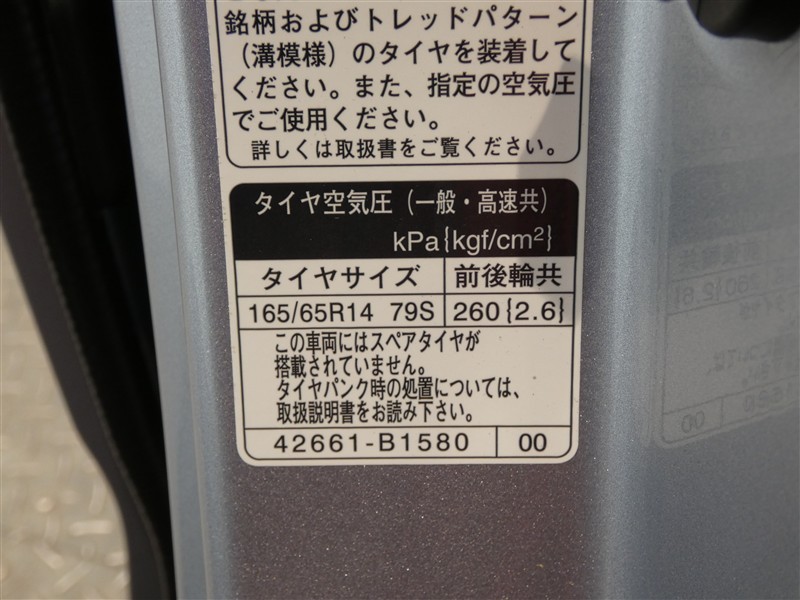 銘柄およびトレッドパターン
（溝模様）のタイヤを装着して
ください。また、指定の空気圧
でご使用ください。
詳しくは取扱書をご覧ください。
タイヤ空気圧（一般・高速共）
kPa{kgf/cm²}
タイヤサイズ 前後輪共
165/65R14 79S 260{2.6}
この車両にはスペアタイヤが
搭載されていません。
タイヤパンク時の処置については、
取扱説明書をお読み下さい。
42661-B1580 00